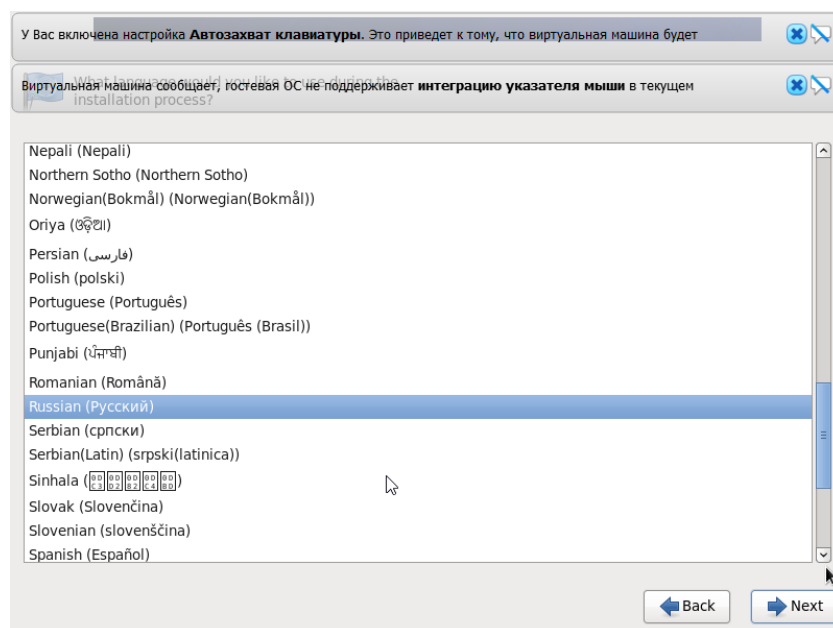 У Вас включена настройка Автозахват клавиатуры. Это приведет к тому, что виртуальная машина будет
What language would you like to use during the
Виртуальная машина сообщает, гостевая ОС не поддерживает интеграцию указателя мыши в текущем
installation process?
Nepali (Nepali)
Northern Sotho (Northern Sotho)
Norwegian(Bokmål) (Norwegian(Bokmål))
Oriya (ଓଡ଼ିଆ)
Persian (فارسی)
Polish (polski)
Portuguese (Português)
Portuguese(Brazilian) (Português (Brasil))
Punjabi (ਪੰਜਾਬੀ)
Romanian (Română)
Russian (Русский)
Serbian (српски)
Serbian(Latin) (srpski(latinica))
Sinhala (සිංහල)
Slovak (Slovenčina)
Slovenian (slovenščina)
Spanish (Español)
Back
Next